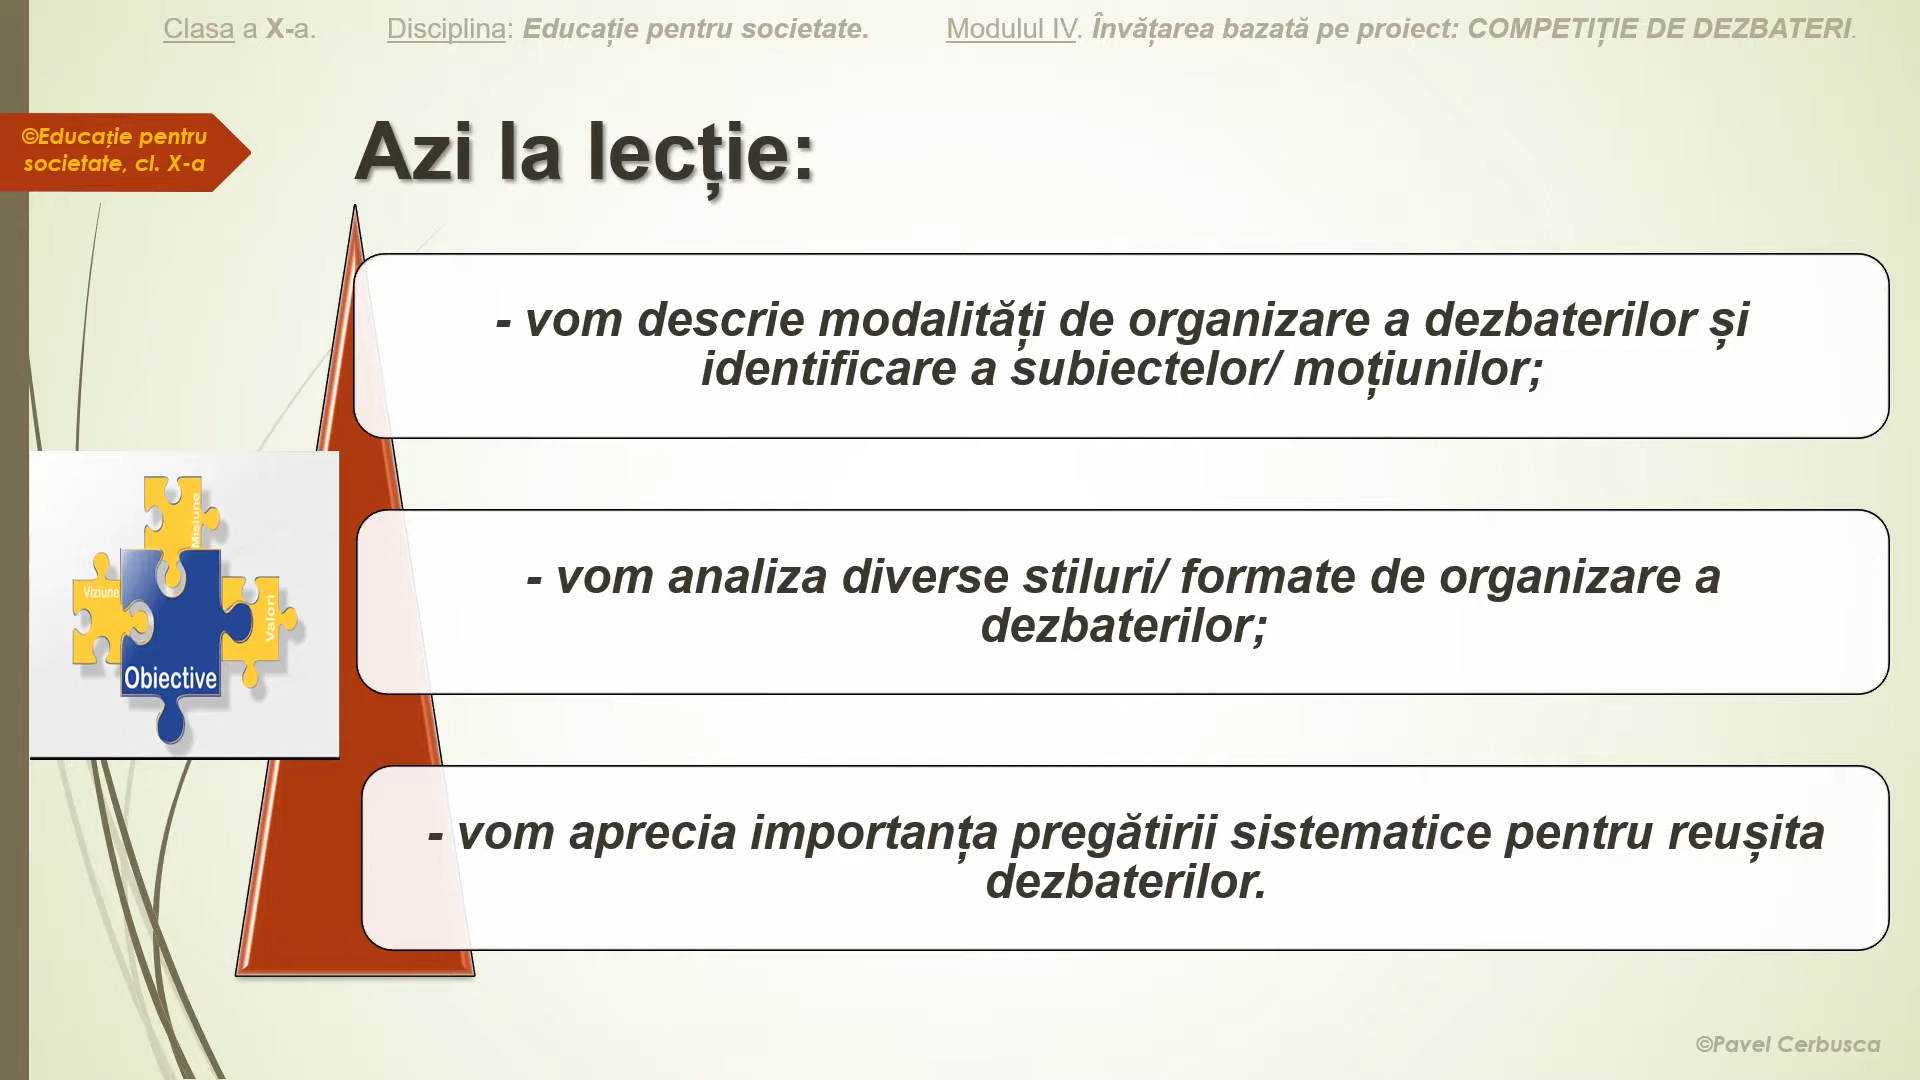 Clasa a X-a. Disciplina: Educație pentru societate. Modulul IV. Învățarea bazată pe proiect: COMPETIȚIE DE DEZBATERI.
©Educație pentru
societate, cl. X-a
Azi la lecție:
- vom descrie modalități de organizare a dezbaterilor și
identificare a subiectelor/ moțiunilor;
Misiune
Viziune
Valori
Obiective
- vom analiza diverse stiluri/ formate de organizare a
dezbaterilor;
- vom aprecia importanța pregătirii sistematice pentru reușita
dezbaterilor.
©Pavel Cerbusca